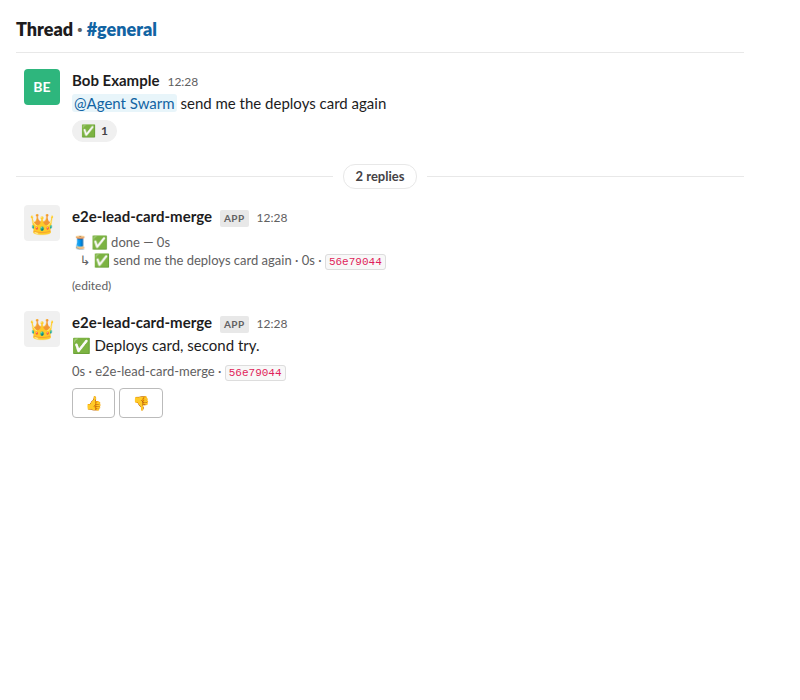 Thread • #general
BE
Bob Example 12:28
@Agent Swarm send me the deploys card again
✅ 1
2 replies
e2e-lead-card-merge APP 12:28
🧵 ✅ done — 0s
↳ ✅ send me the deploys card again · 0s · 56e79044
(edited)
e2e-lead-card-merge APP 12:28
✅ Deploys card, second try.
0s · e2e-lead-card-merge · 56e79044
👍 👎